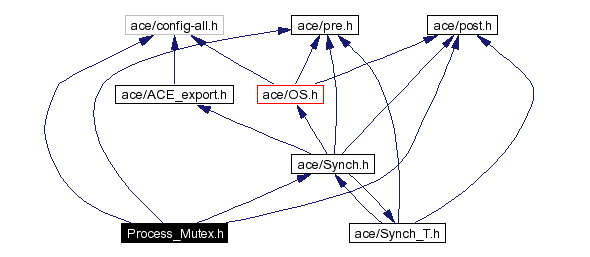 ace/config-all.h
ace/pre.h
ace/post.h
ace/ACE_export.h
ace/OS.h
ace/Synch.h
Process_Mutex.h
ace/Synch_T.h